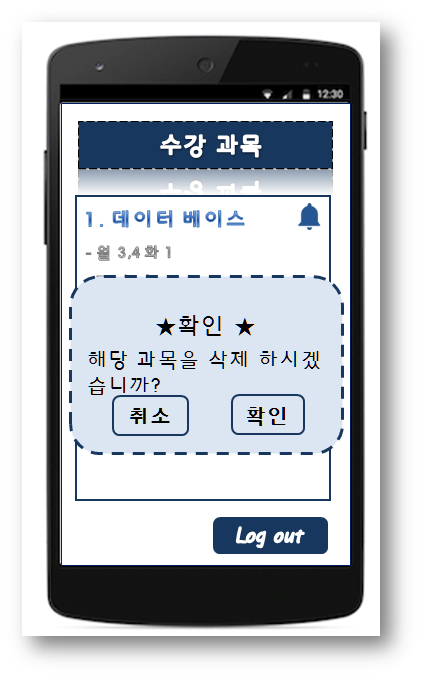 12:30
수강 과목
1. 데이터 베이스
- 월 3,4 화 1
★확인 ★
해당 과목을 삭제 하시겠
습니까?
취소 확인
Log out